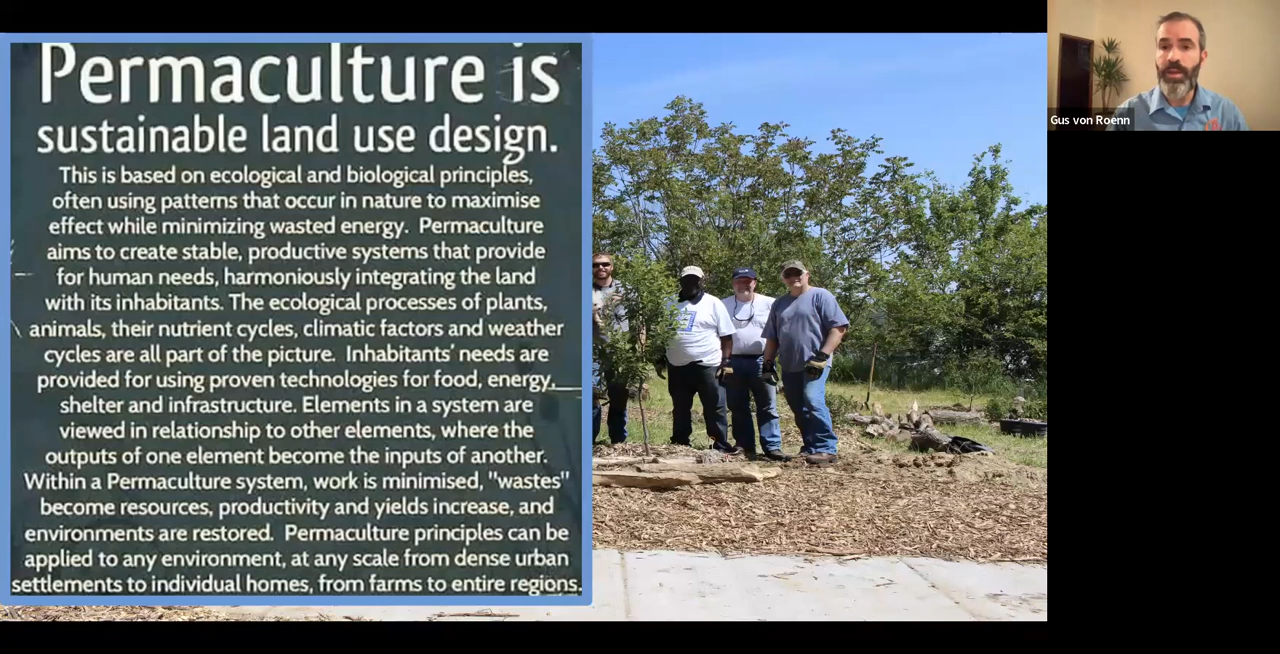 Permaculture is
sustainable land use design.
This is based on ecological and biological principles,
often using patterns that occur in nature to maximise
effect while minimizing wasted energy. Permaculture
aims to create stable, productive systems that provide
for human needs, harmoniously integrating the land
with its inhabitants. The ecological processes of plants,
animals, their nutrient cycles, climatic factors and weather
cycles are all part of the picture. Inhabitants' needs are
provided for using proven technologies for food, energy,
shelter and infrastructure. Elements in a system are
viewed in relationship to other elements, where the
outputs of one element become the inputs of another.
Within a Permaculture system, work is minimised, "wastes"
become resources, productivity and yields increase, and
environments are restored. Permaculture principles can be
applied to any environment, at any scale from dense urban
settlements to individual homes, from farms to entire regions.
Gus von Roenn